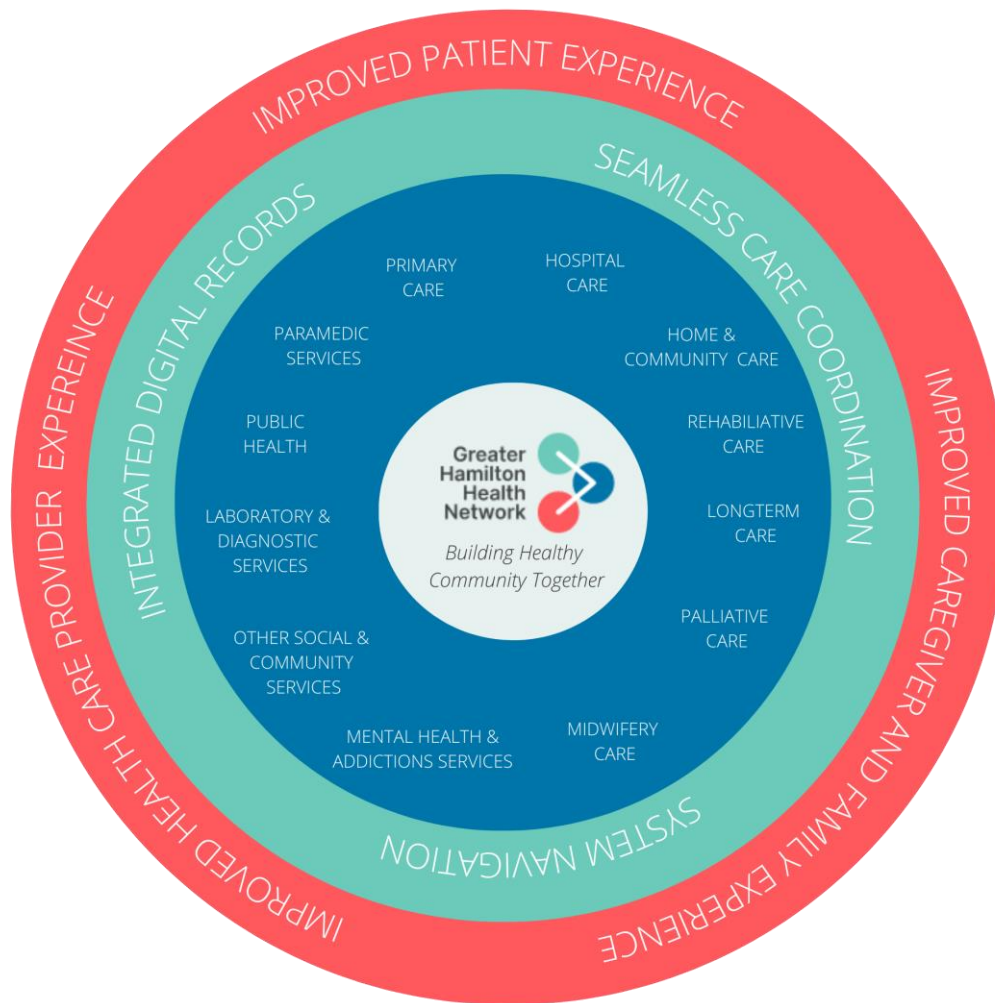 IMPROVED PATIENT EXPERIENCE
IMPROVED CAREGIVER AND FAMILY EXPERIENCE
IMPROVED HEALTH CARE PROVIDER EXPEREINCE
SEAMLESS CARE COORDINATION
SYSTEM NAVIGATION
INTEGRATED DIGITAL RECORDS
PRIMARY
CARE
HOSPITAL
CARE
HOME &
COMMUNITY CARE
REHABILIATIVE
CARE
LONGTERM
CARE
PALLIATIVE
CARE
MIDWIFERY
CARE
MENTAL HEALTH &
ADDICTIONS SERVICES
OTHER SOCIAL &
COMMUNITY
SERVICES
LABORATORY &
DIAGNOSTIC
SERVICES
PUBLIC
HEALTH
PARAMEDIC
SERVICES
Greater
Hamilton
Health
Network
Building Healthy
Community Together